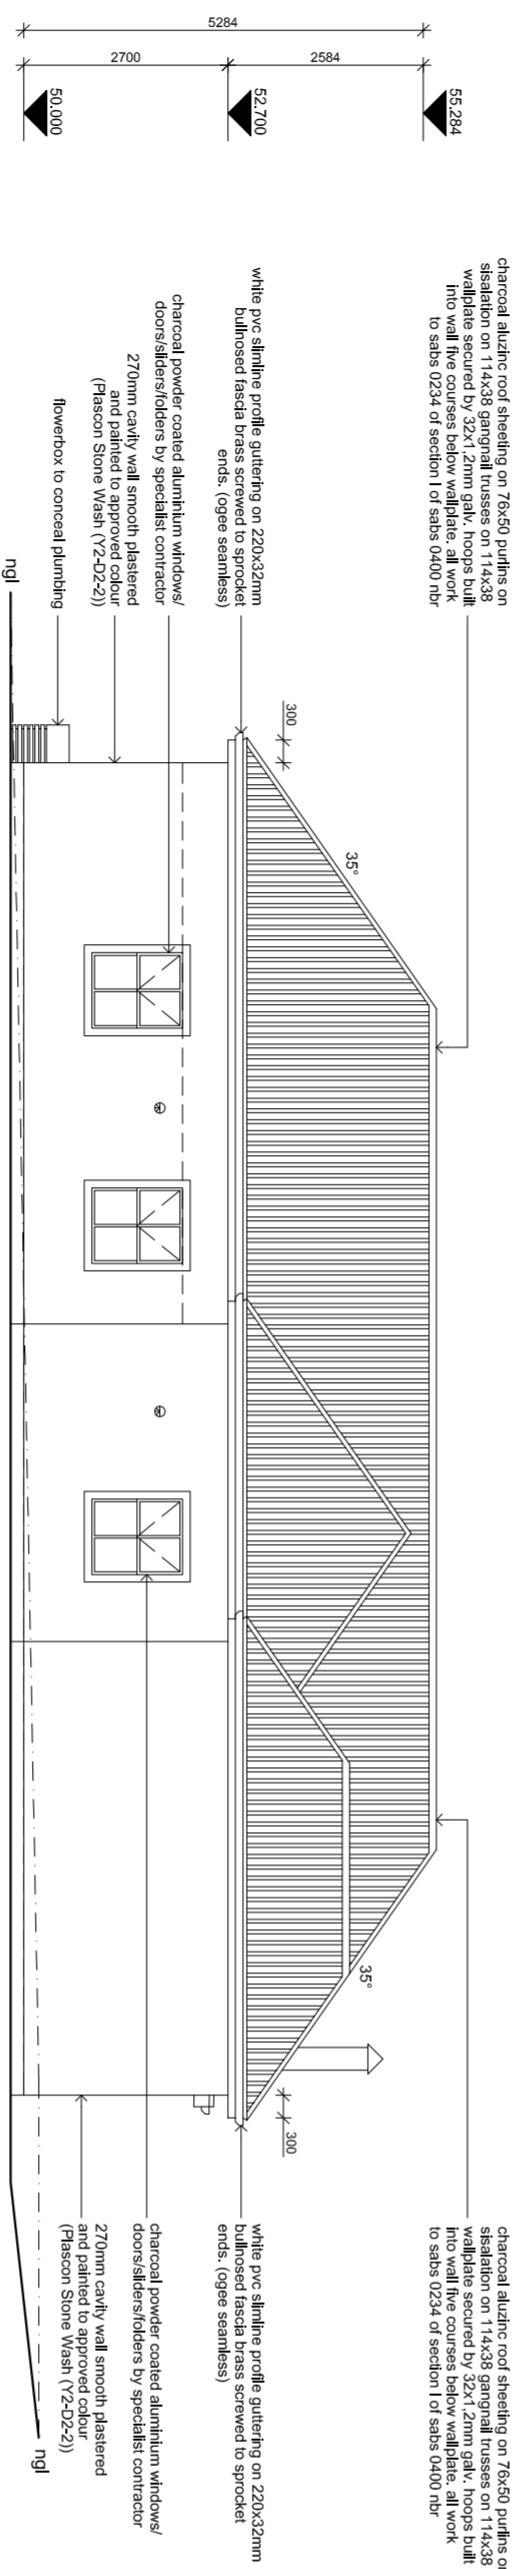 charcoal aluzinc roof sheeting on 76x50 purlins on
sisalation on 114x38 gangnail trusses on 114x38
wallplate secured by 32x1.2mm galv. hoops built
into wall five courses below wallplate. all work
to sabs 0234 of section l of sabs 0400 nbr
white pvc slimline profile guttering on 220x32mm
bullnosed fascia brass screwed to sprocket
ends. (ogee seamless)
charcoal powder coated aluminium windows/
doors/sliders/folders by specialist contractor
270mm cavity wall smooth plastered
and painted to approved colour
(Plascon Stone Wash (Y2-D2-2))
flowerbox to conceal plumbing
ngl
55.284
52.700
50.000
5284
2584
2700
300
35°
35°
300
charcoal aluzinc roof sheeting on 76x50 purlins on
sisalation on 114x38 gangnail trusses on 114x38
wallplate secured by 32x1.2mm galv. hoops built
into wall five courses below wallplate. all work
to sabs 0234 of section l of sabs 0400 nbr
white pvc slimline profile guttering on 220x32mm
bullnosed fascia brass screwed to sprocket
ends. (ogee seamless)
charcoal powder coated aluminium windows/
doors/sliders/folders by specialist contractor
270mm cavity wall smooth plastered
and painted to approved colour
(Plascon Stone Wash (Y2-D2-2))
ngl